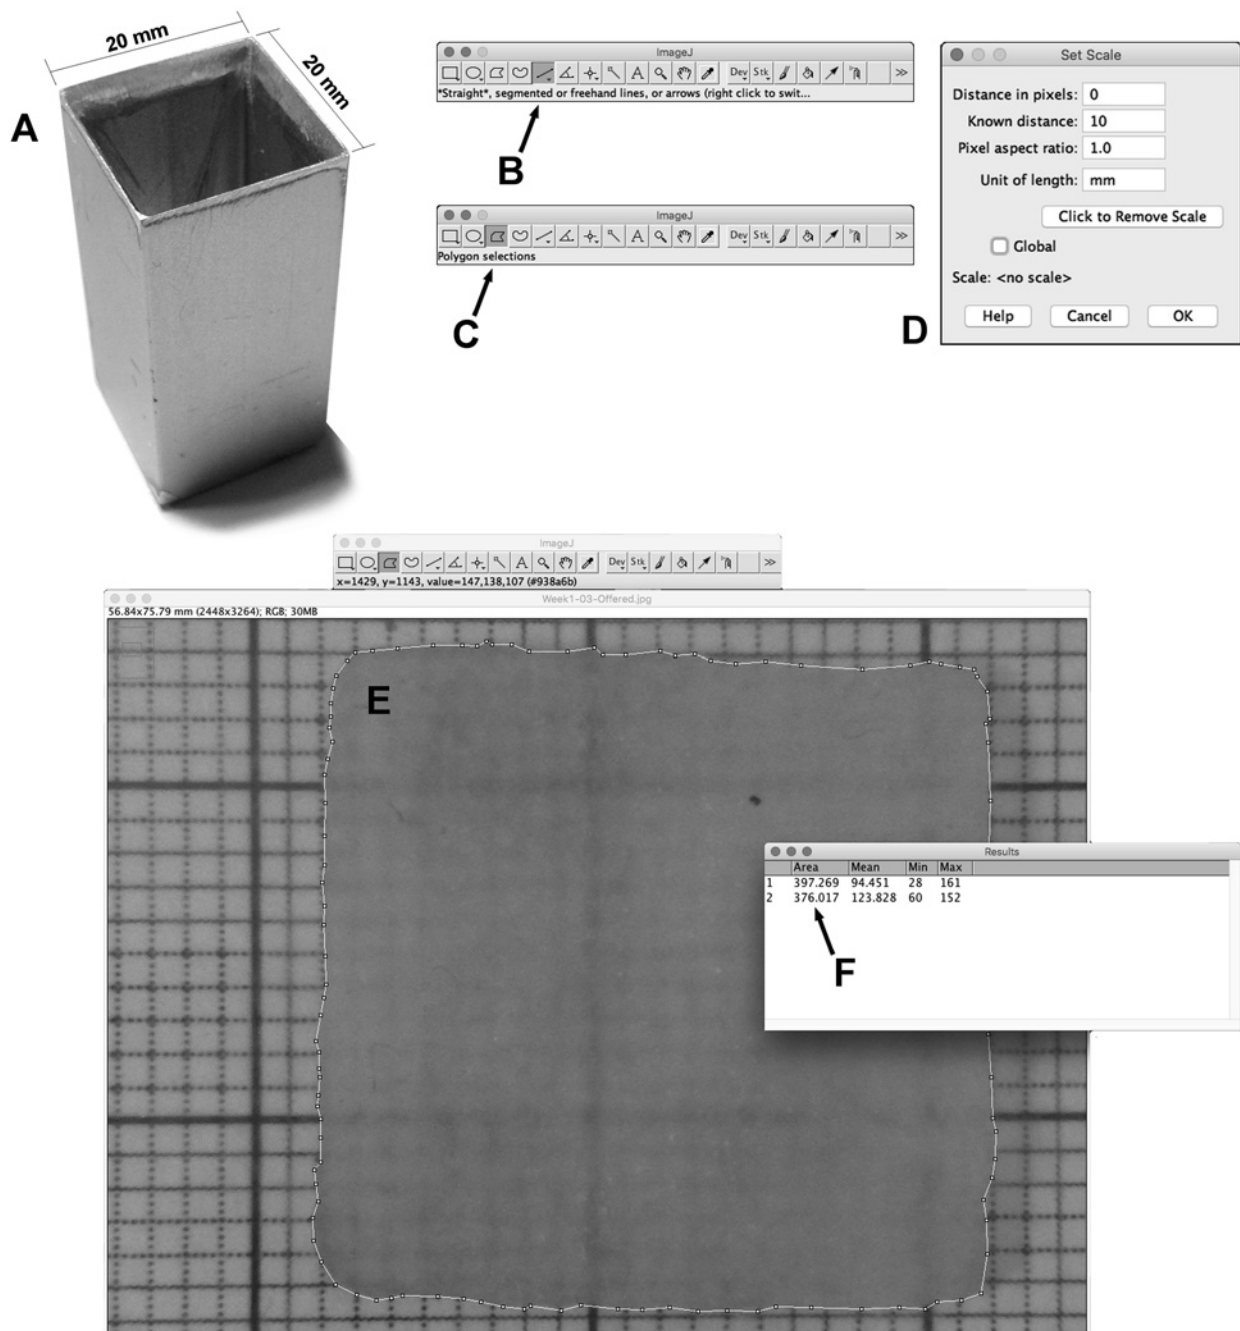 20 mm
20 mm
A
ImageJ
Dev Stk
*Straight*, segmented or freehand lines, or arrows (right click to swit...
B
ImageJ
Dev Stk
Polygon selections
C
Set Scale
Distance in pixels: 0
Known distance: 10
Pixel aspect ratio: 1.0
Unit of length: mm
Click to Remove Scale
Global
Scale: <no scale>
Help Cancel OK
D
ImageJ
Dev Stk
x=1429, y=1143, value=147,138,107 (#938a6b)
Week1-03-Offered.jpg
56.84x75.79 mm (2448x3264); RGB; 30MB
E
Results
Area Mean Min Max
1 397.269 94.451 28 161
2 376.017 123.828 60 152
F